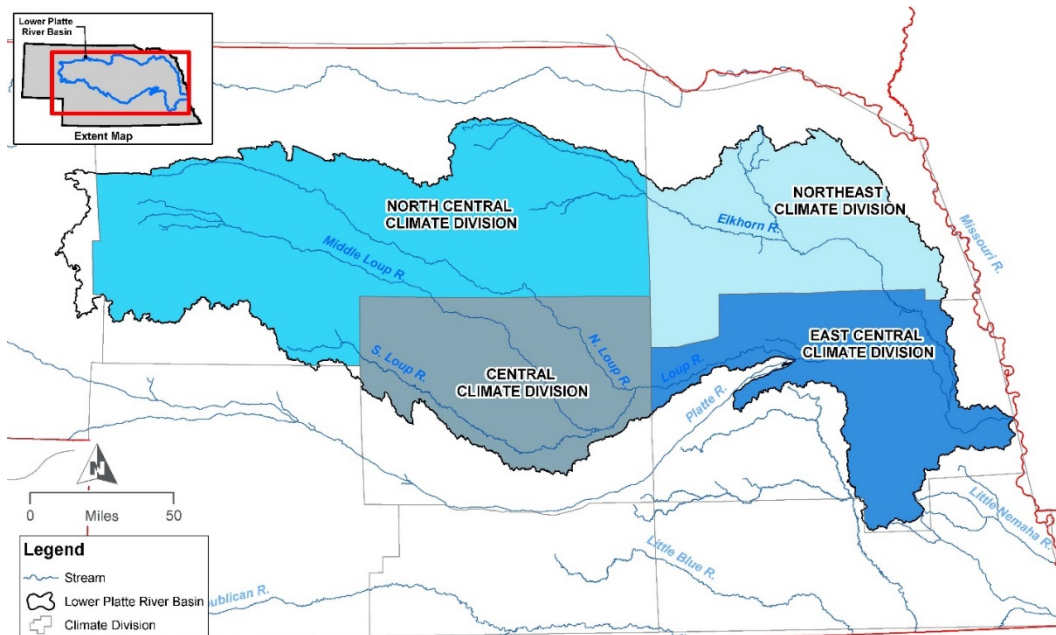 Lower Platte
River Basin
Extent Map
NORTH CENTRAL
CLIMATE DIVISION
NORTHEAST
CLIMATE DIVISION
Elkhorn R.
Missouri R.
Middle Loup R.
EAST CENTRAL
CLIMATE DIVISION
S. Loup R.
N. Loup R.
Loup R.
CENTRAL
CLIMATE DIVISION
Platte R.
N
0 Miles 50
Little Nemaha R.
Little Blue R.
Legend
Stream
Lower Platte River Basin
Climate Division
publican R.